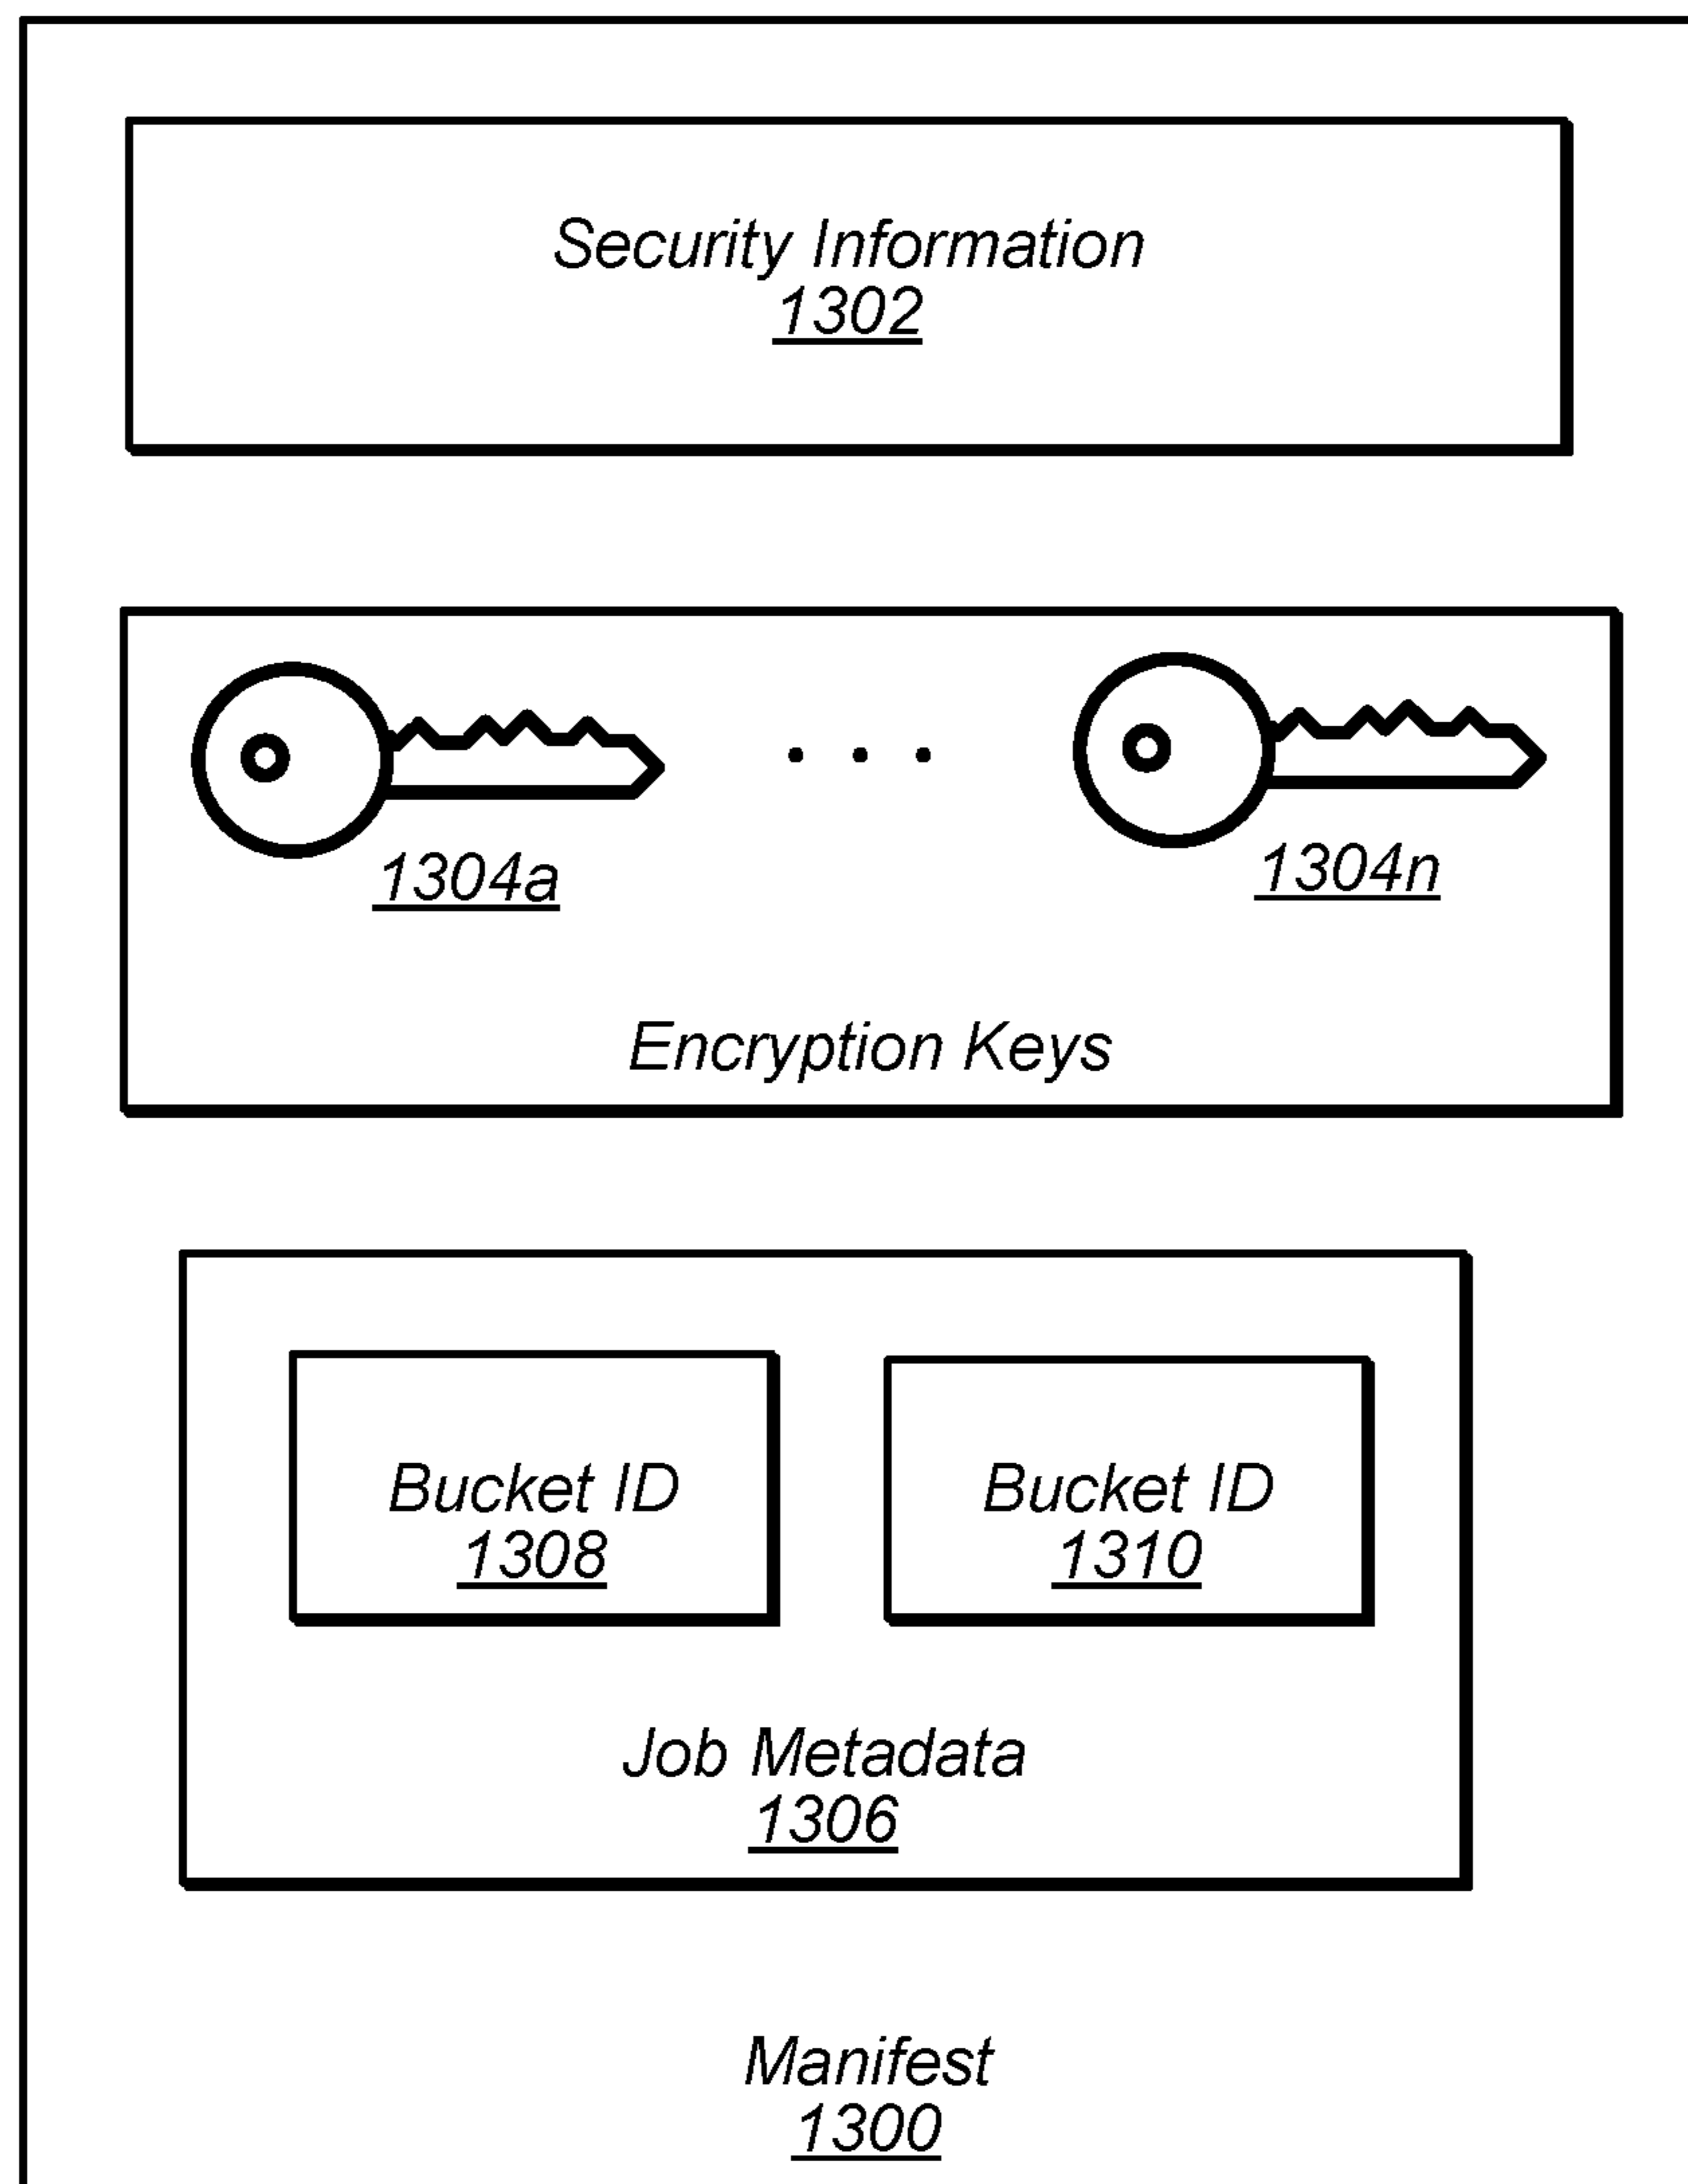 Security Information
1302
1304a
1304n
Encryption Keys
Bucket ID
1308
Bucket ID
1310
Job Metadata
1306
Manifest
1300